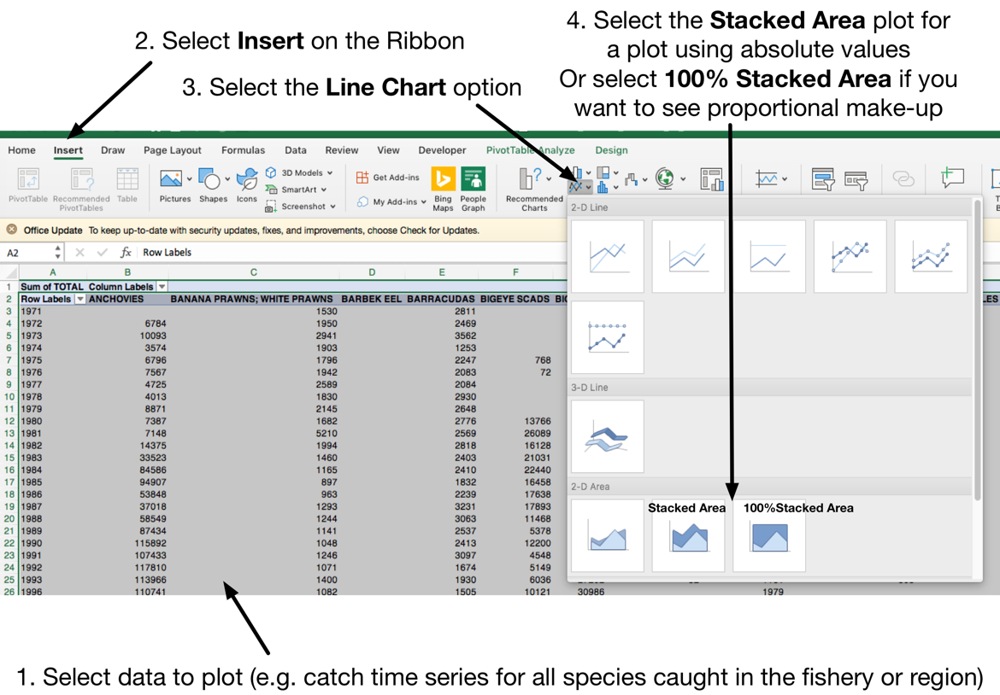 2. Select Insert on the Ribbon
3. Select the Line Chart option
4. Select the Stacked Area plot for
a plot using absolute values
Or select 100% Stacked Area if you
want to see proportional make-up
Home Insert Draw Page Layout Formulas Data Review View Developer PivotTable Analyze Design
PivotTable
Recommended
PivotTables
Table
Pictures
Shapes
Icons
3D Models
SmartArt
Screenshot
Get Add-ins
My Add-ins
Bing
Maps
People
Graph
Recommended
Charts
Office Update To keep up-to-date with security updates, fixes, and improvements, choose Check for Updates.
A2 fx Row Labels
A B C D E F
1 Sum of TOTAL Column Labels
2 Row Labels ANCHOVIES BANANA PRAWNS; WHITE PRAWNS BARBEK EEL BARRACUDAS BIGEYE SCADS
3 1971 1530 2811
4 1972 6784 1950 2469
5 1973 10093 2941 3562
6 1974 3574 1903 1253
7 1975 6796 1796 2247 768
8 1976 7567 1942 2083 72
9 1977 4725 2589 2084
10 1978 4013 1830 2930
11 1979 8871 2145 2648
12 1980 7387 1682 2776 13766
13 1981 7148 5210 2569 26089
14 1982 14375 1994 2818 16128
15 1983 33523 1460 2403 21031
16 1984 84586 1165 2410 22440
17 1985 94907 897 1832 16458
18 1986 53848 963 2239 17638
19 1987 37018 1293 3231 17893
20 1988 58549 1244 3063 11468
21 1989 87434 1141 2537 5378
22 1990 115892 1048 2413 12200
23 1991 107433 1246 3097 4548
24 1992 117810 1071 1674 5149
25 1993 113966 1400 1930 6036
26 1996 110741 1082 1505 10121 30986 1979
2-D Line
3-D Line
2-D Area
Stacked Area 100%Stacked Area
1. Select data to plot (e.g. catch time series for all species caught in the fishery or region)